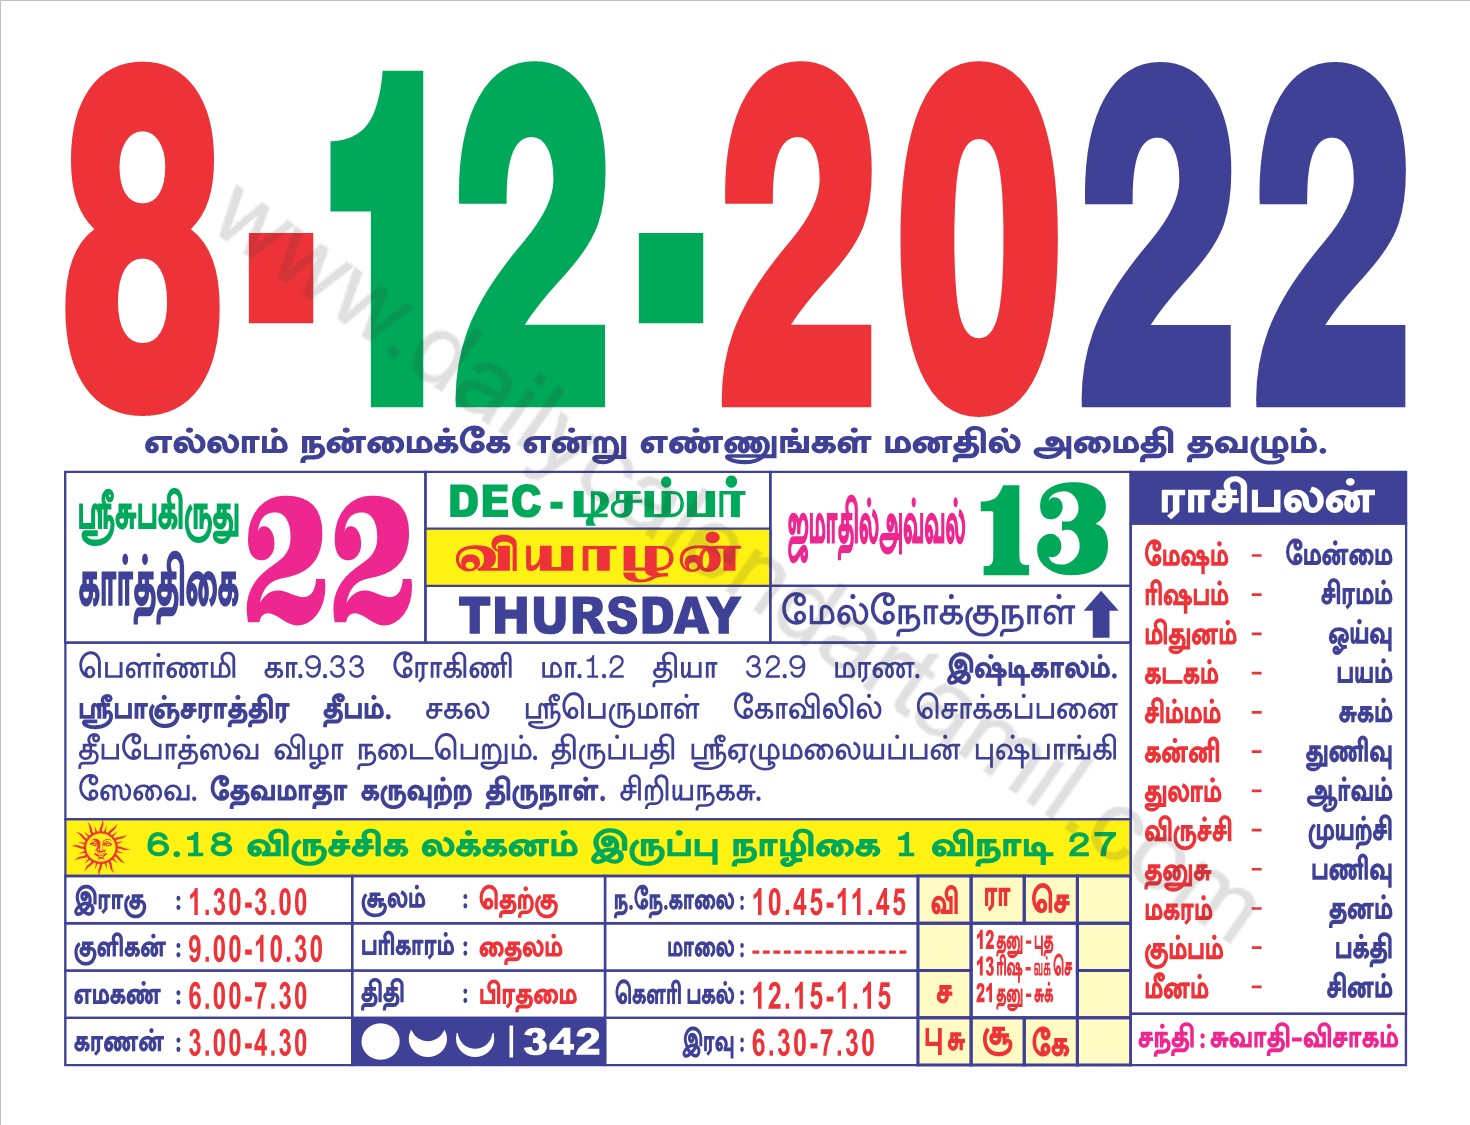 8-12-2022
எல்லாம் நன்மைக்கே என்று எண்ணுங்கள் மனதில் அமைதி தவழும்.
ஸ்ரீசுபகிருது
கார்த்திகை
22
DEC - டிசம்பர்
வியாழன்
THURSDAY
ஜமாதில்அவ்வல் 13
மேல்நோக்குநாள்
பௌர்ணமி கா.9.33 ரோகிணி மா.1.2 தியா 32.9 மரண. இஷ்டிகாலம்.
ஸ்ரீபாஞ்சராத்திர தீபம். சகல ஸ்ரீபெருமாள் கோவிலில் சொக்கப்பனை
தீபபோத்ஸவ விழா நடைபெறும். திருப்பதி ஸ்ரீஏழுமலையப்பன் புஷ்பாங்கி
ஸேவை. தேவமாதா கருவுற்ற திருநாள். சிறியநகசு.
6.18 விருச்சிக லக்கனம் இருப்பு நாழிகை 1 விநாடி 27
இராகு : 1.30-3.00
குளிகன் : 9.00-10.30
எமகண் : 6.00-7.30
கரணன் : 3.00-4.30
சூலம் : தெற்கு
பரிகாரம் : தைலம்
திதி : பிரதமை
| 342
ந.நே.காலை : 10.45-11.45
மாலை : --------------
கௌரி பகல் : 12.15-1.15
இரவு : 6.30-7.30
வி ரா செ
12 தனு - புத
13 ரிஷ - வக் செ
ச 21 தனு - சுக்
பு சு சூ கே
ராசிபலன்
மேஷம் - மேன்மை
ரிஷபம் - சிரமம்
மிதுனம் - ஓய்வு
கடகம் - பயம்
சிம்மம் - சுகம்
கன்னி - துணிவு
துலாம் - ஆர்வம்
விருச்சி - முயற்சி
தனுசு - பணிவு
மகரம் - தனம்
கும்பம் - பக்தி
மீனம் - சினம்
சந்தி : சுவாதி-விசாகம்
www.dailycalendartamil.com